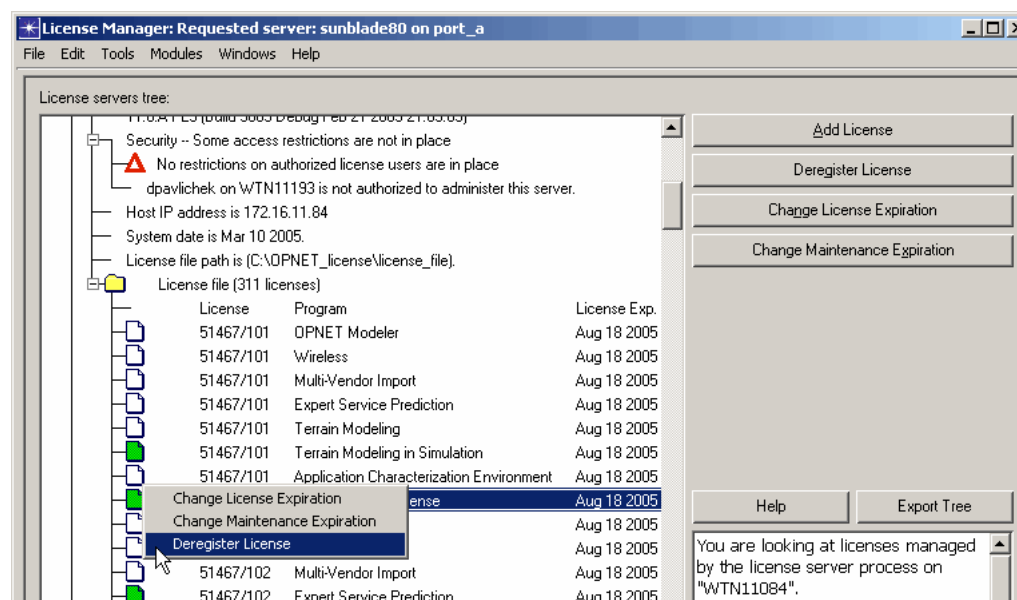 License Manager: Requested server: sunblade80 on port_a
File Edit Tools Modules Windows Help
License servers tree:
Security -- Some access restrictions are not in place
No restrictions on authorized license users are in place
dpavlichek on WTN11193 is not authorized to administer this server.
Host IP address is 172.16.11.84
System date is Mar 10 2005.
License file path is (C:\OPNET_license\license_file).
License file (311 licenses)
License Program License Exp.
51467/101 OPNET Modeler Aug 18 2005
51467/101 Wireless Aug 18 2005
51467/101 Multi-Vendor Import Aug 18 2005
51467/101 Expert Service Prediction Aug 18 2005
51467/101 Terrain Modeling Aug 18 2005
51467/101 Terrain Modeling in Simulation Aug 18 2005
51467/101 Application Characterization Environment Aug 18 2005
Aug 18 2005
Aug 18 2005
Aug 18 2005
51467/102 Multi-Vendor Import Aug 18 2005
51467/102 Expert Service Prediction Aug 18 2005
Change License Expiration
Change Maintenance Expiration
Deregister License
Add License
Deregister License
Change License Expiration
Change Maintenance Expiration
Help Export Tree
You are looking at licenses managed
by the license server process on
"WTN11084".